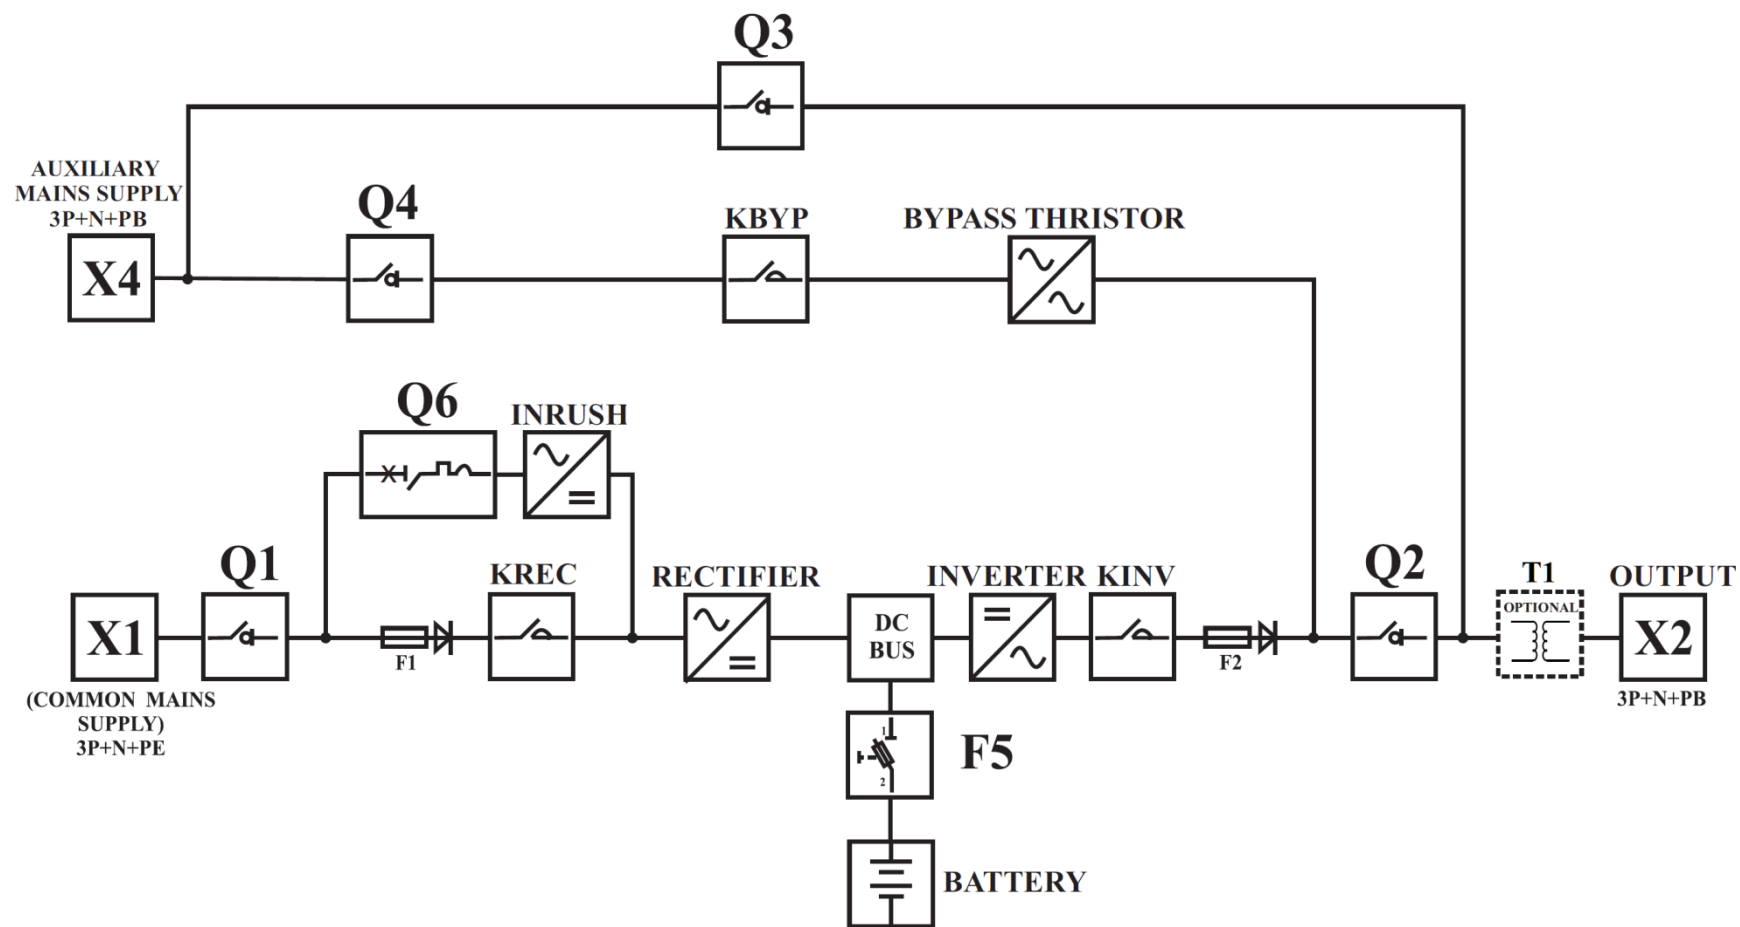 Q3
AUXILIARY
MAINS SUPPLY
3P+N+PB
Q4
KBYP
BYPASS THRISTOR
X4
Q6
INRUSH
Q1
KREC
RECTIFIER
INVERTER
KINV
Q2
T1
OUTPUT
X1
F1
DC
BUS
F2
OPTIONAL
X2
(COMMON MAINS
SUPPLY)
3P+N+PE
3P+N+PB
1
2
F5
BATTERY